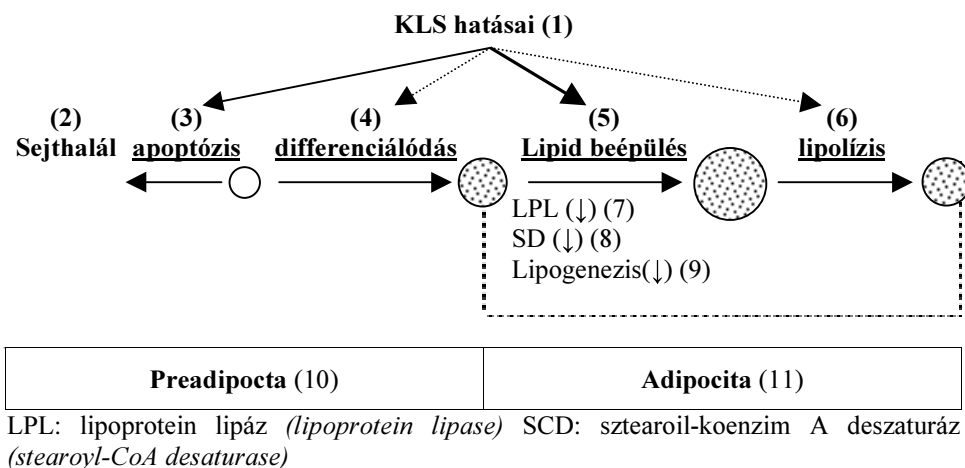 KLS hatásai (1)
(2) (3) (4) (5) (6)
Sejthalál apoptózis differenciálódás Lipid beépülés lipolízis
LPL (↓) (7)
SD (↓) (8)
Lipogenezis(↓) (9)
Preadipocta (10) Adipocita (11)
LPL: lipoprotein lipáz (lipoprotein lipase) SCD: sztearoil-koenzim A deszaturáz
(stearoyl-CoA desaturase)